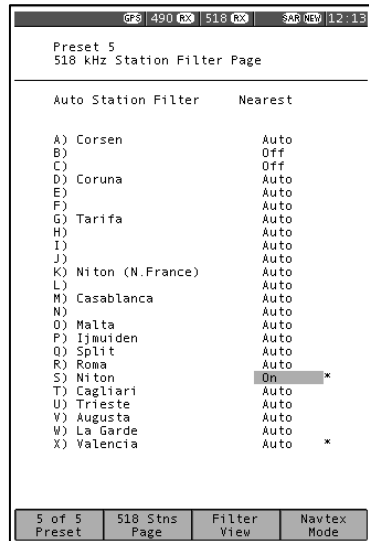 GPS 490 RX 518 RX SAR NEW 12:13
Preset 5
518 kHz Station Filter Page
Auto Station Filter Nearest
A) Corsen Auto
B) Off
C) Off
D) Coruna Auto
E) Auto
F) Auto
G) Tarifa Auto
H) Auto
I) Auto
J) Auto
K) Niton (N.France) Auto
L) Auto
M) Casablanca Auto
N) Auto
O) Malta Auto
P) Ijmuiden Auto
Q) Split Auto
R) Roma Auto
S) Niton On *
T) Cagliari Auto
U) Trieste Auto
V) Augusta Auto
W) La Garde Auto
X) Valencia Auto *
5 of 5 518 Stns Filter Navtex
Preset Page View Mode